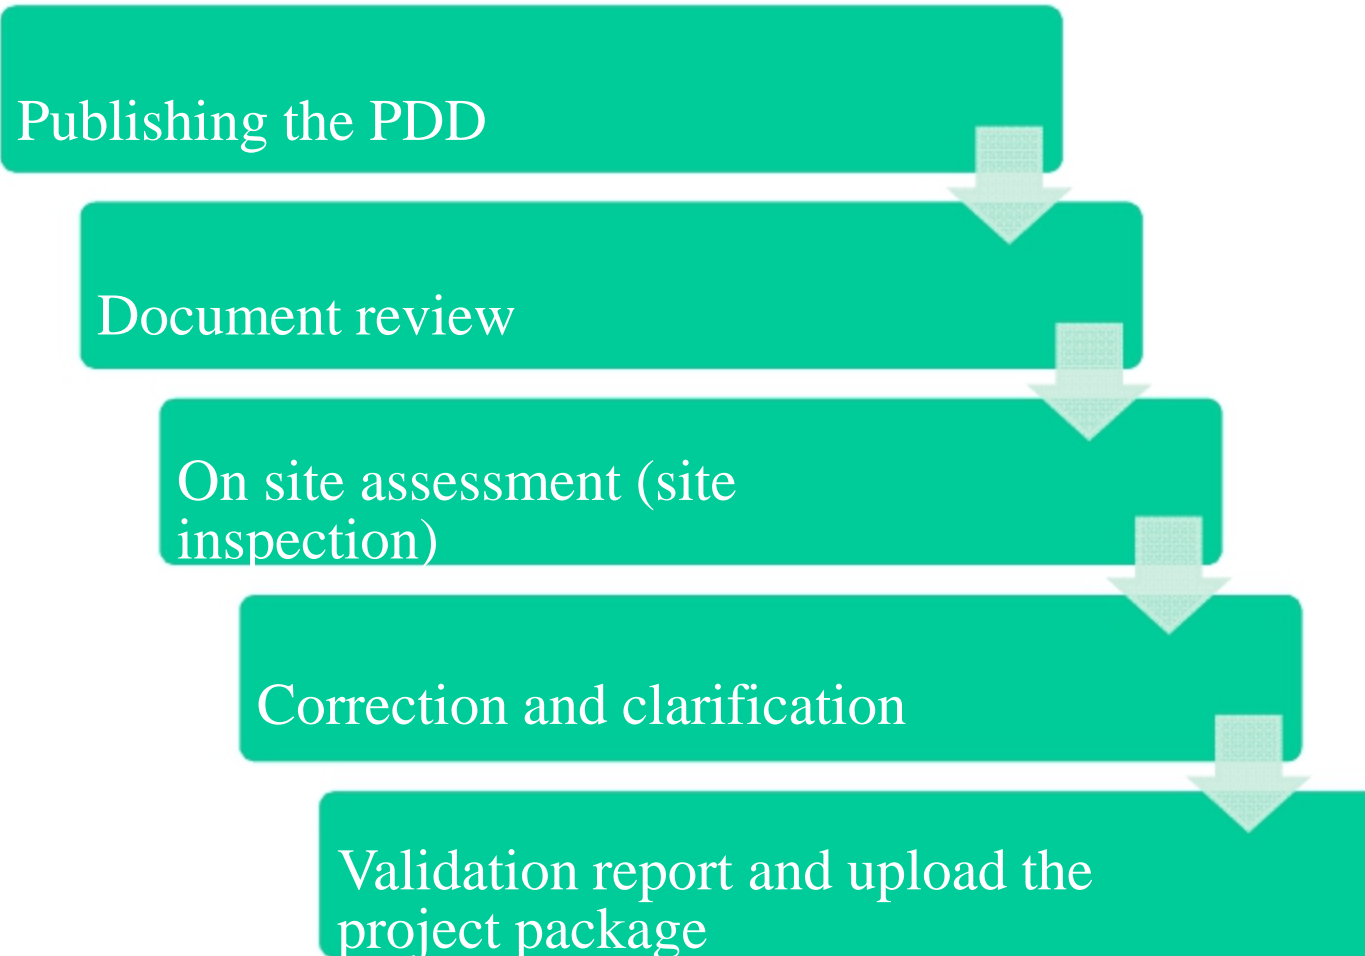 Publishing the PDD
Document review
On site assessment (site
inspection)
Correction and clarification
Validation report and upload the
project package